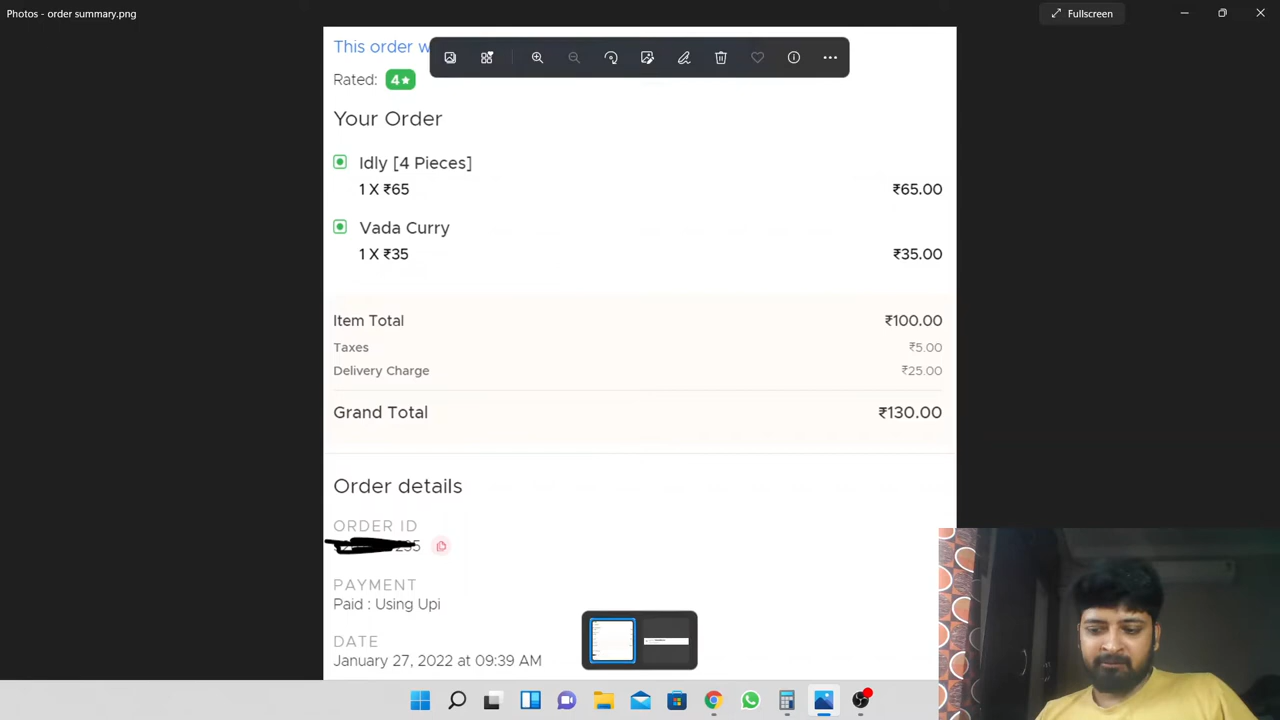 Photos - order summary.png
Fullscreen
This order w
Rated: 4★
Your Order
Idly [4 Pieces]
1 X ₹65 ₹65.00
Vada Curry
1 X ₹35 ₹35.00
Item Total ₹100.00
Taxes ₹5.00
Delivery Charge ₹25.00
Grand Total ₹130.00
Order details
ORDER ID
PAYMENT
Paid : Using Upi
DATE
January 27, 2022 at 09:39 AM